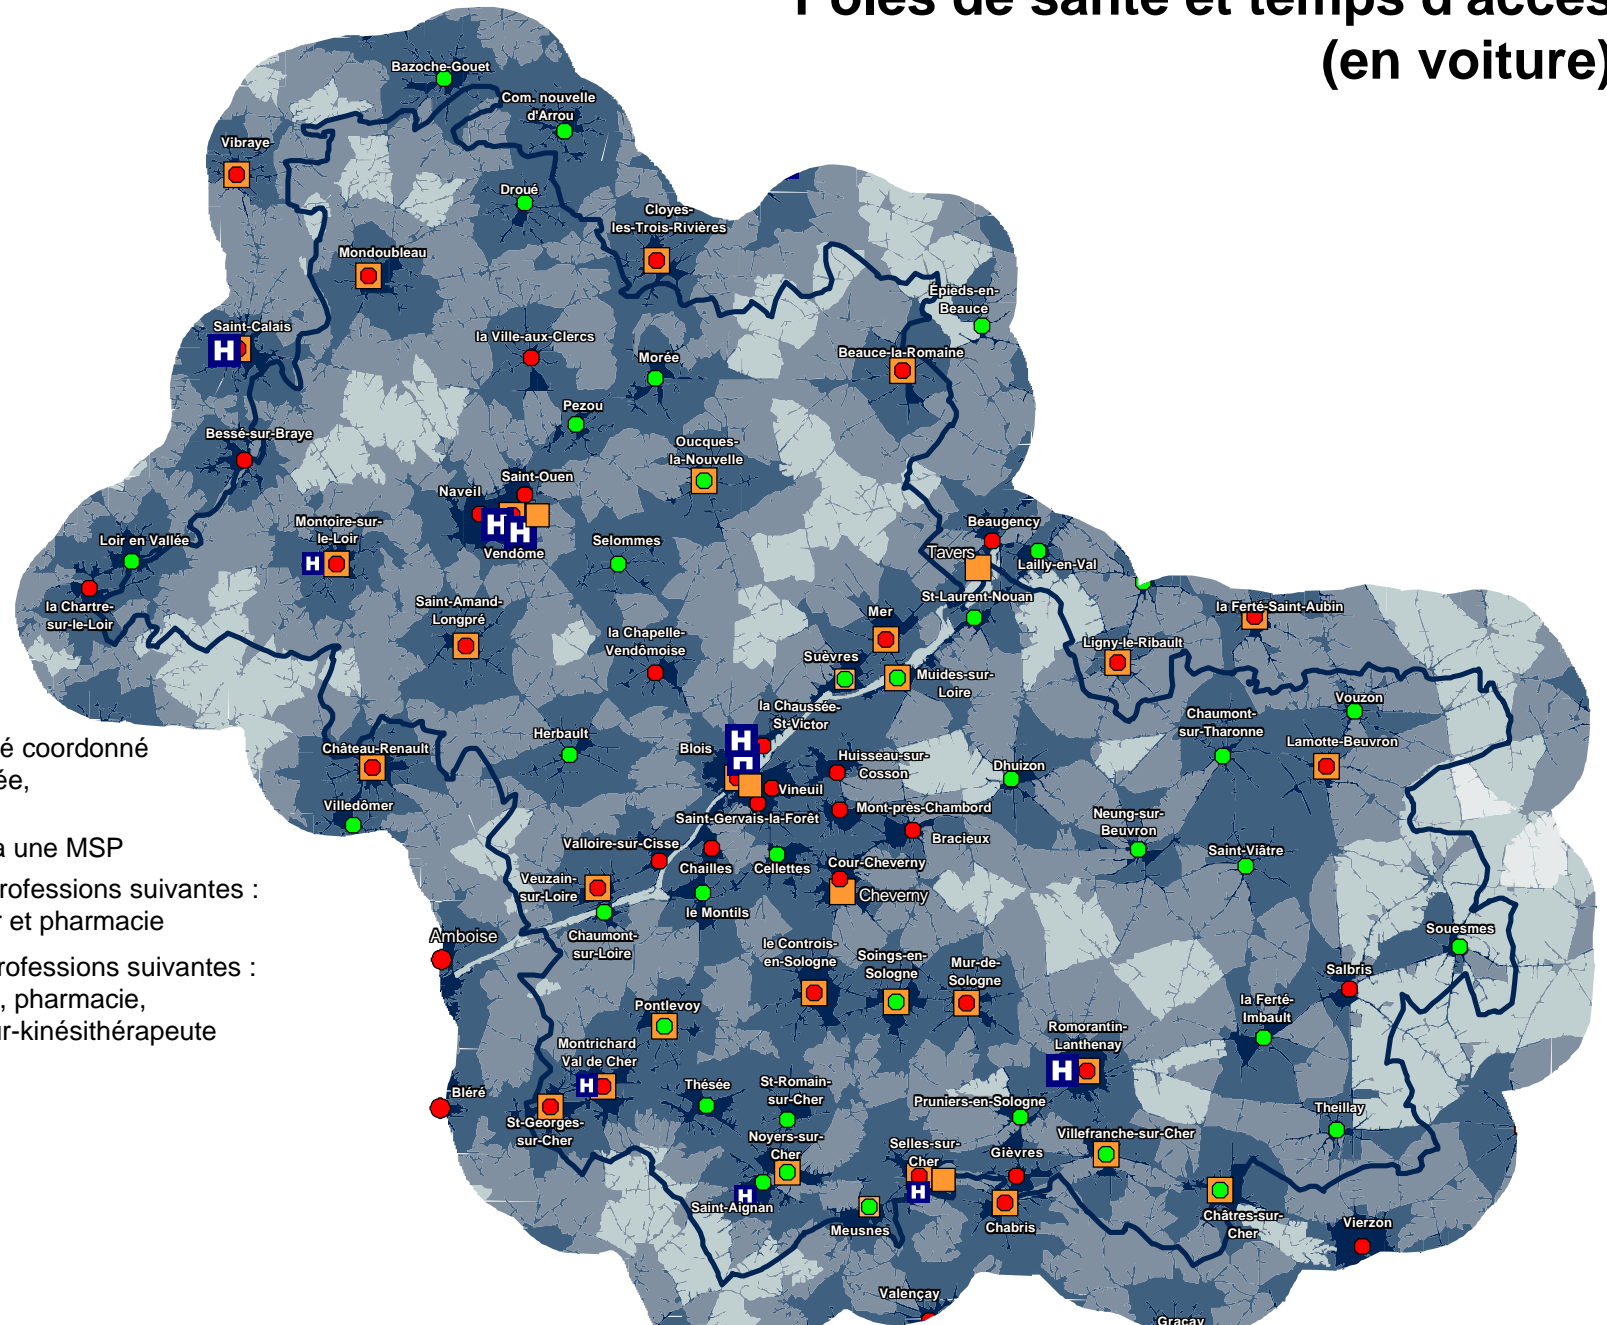 Pôles de santé et temps d'accès
(en voiture)
Bazoche-Gouet
Com. nouvelle
d'Arrou
Vibraye
Droué
Cloyes-
les-Trois-Rivières
Mondoubleau
Épieds-en-
Beauce
Saint-Calais
la Ville-aux-Clercs
Morée
Beauce-la-Romaine
Pezou
Bessé-sur-Braye
Oucques-
la-Nouvelle
Saint-Ouen
Naveil
H
H
H
Vendôme
Montoire-sur-
le-Loir
H
Beaugency
Tavers
Lailly-en-Val
Loir en Vallée
Selommes
la Chartre-
sur-le-Loir
Saint-Amand-
Longpré
St-Laurent-Nouan
Mer
la Ferté-Saint-Aubin
la Chapelle-
Vendômoise
Ligny-le-Ribault
Suèvres
Muides-sur-
Loire
la Chaussée-
St-Victor
Vouzon
Chaumont-
sur-Tharonne
é coordonné
ée,
Château-Renault
Herbault
Blois
H
H
Huisseau-sur-
Cosson
Lamotte-Beuvron
Dhuizon
Vineuil
Villedômer
Saint-Gervais-la-Forêt
Mont-près-Chambord
Neung-sur-
Beuvron
Bracieux
a une MSP
Valloire-sur-Cisse
Saint-Viâtre
Chailles
Cellettes
Cour-Cheverny
rofessions suivantes :
r et pharmacie
Veuzain-
sur-Loire
Cheverny
le Montils
Amboise
Chaumont-
sur-Loire
Souesmes
rofessions suivantes :
, pharmacie,
ur-kinésithérapeute
le Controis-
en-Sologne
Soings-en-
Sologne
Mur-de-
Sologne
Salbris
Pontlevoy
la Ferté-
Imbault
Romorantin-
Lanthenay
H
Montrichard
Val de Cher
H
Bléré
Thésée
St-Romain-
sur-Cher
Pruniers-en-Sologne
Theillay
St-Georges-
sur-Cher
Noyers-sur-
Cher
Selles-sur-
Cher
H
Villefranche-sur-Cher
Gièvres
H
Saint-Aignan
Meusnes
Chabris
Châtres-sur-
Cher
Vierzon
Valençay
Graçay